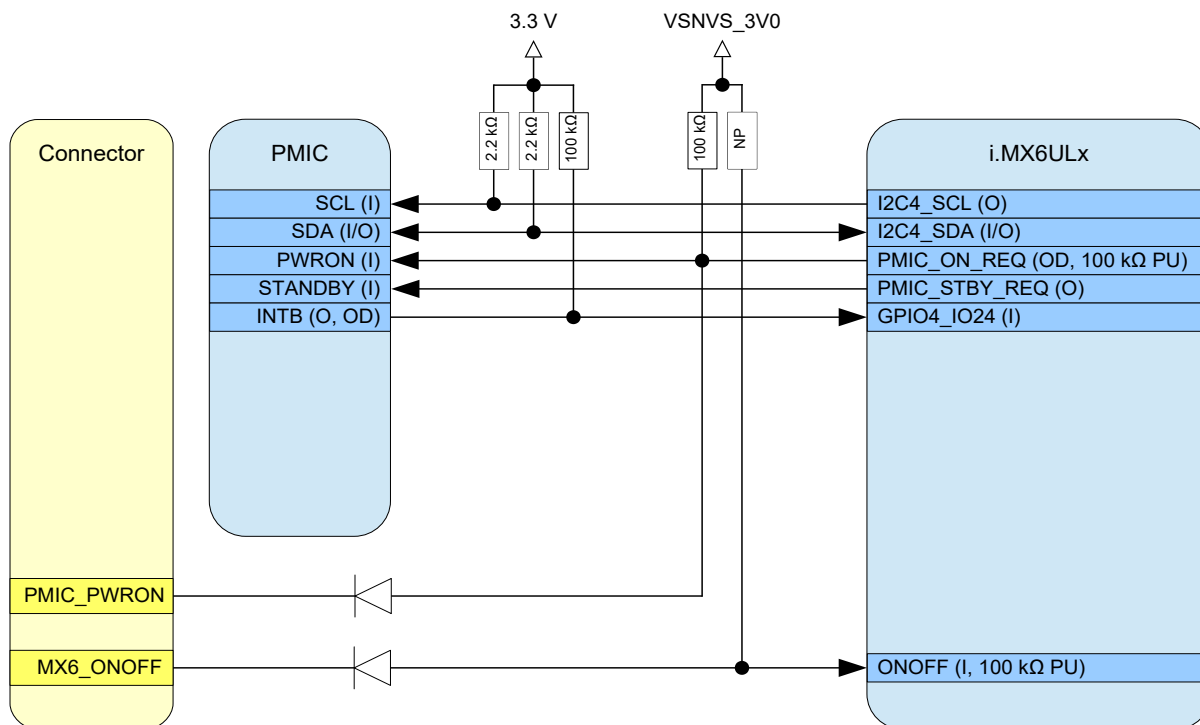 3.3 V
VSNVS_3V0
2.2 kΩ
2.2 kΩ
100 kΩ
100 kΩ
NP
Connector
PMIC
i.MX6ULx
SCL (I)
I2C4_SCL (O)
SDA (I/O)
I2C4_SDA (I/O)
PWRON (I)
PMIC_ON_REQ (OD, 100 kΩ PU)
STANDBY (I)
PMIC_STBY_REQ (O)
INTB (O, OD)
GPIO4_IO24 (I)
PMIC_PWRON
MX6_ONOFF
ONOFF (I, 100 kΩ PU)